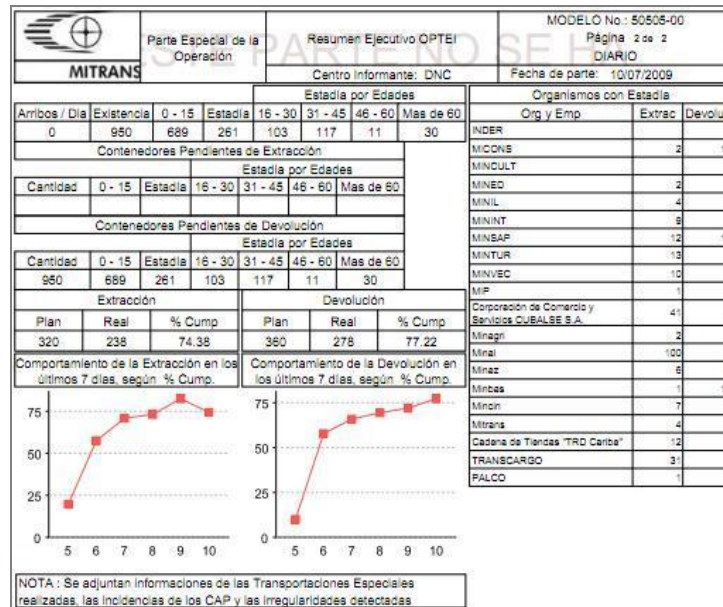 ESTE PARTE NO SE HA
MITRANS
Parte Especial de la
Operación
Resumen Ejecutivo OPTEI
Centro Informante: DNC
MODELO No.: 50505-00
Página 2 de 2
DIARIO
Fecha de parte: 10/07/2009
Estadía por Edades
Arribos / Dia Existencia 0 - 15 Estadía 16 - 30 31 - 45 46 - 60 Mas de 60
0 950 689 261 103 117 11 30
Contenedores Pendientes de Extracción
Estadía por Edades
Cantidad 0 - 15 Estadía 16 - 30 31 - 45 46 - 60 Mas de 60
Contenedores Pendientes de Devolución
Estadía por Edades
Cantidad 0 - 15 Estadía 16 - 30 31 - 45 46 - 60 Mas de 60
950 689 261 103 117 11 30
Extracción Devolución
Plan Real % Cump Plan Real % Cump
320 238 74.38 360 278 77.22
Comportamiento de la Extracción en los
últimos 7 días, según % Cump.
75
50
25
0
5 6 7 8 9 10
Comportamiento de la Devolución en
los últimos 7 días, según % Cump.
75
50
25
0
5 6 7 8 9 10
NOTA : Se adjuntan informaciones de las Transportaciones Especiales
realizadas, las incidencias de los CAP y las irregularidades detectadas
Organismos con Estadía
Org y Emp Extrac Devolu
INDER
MICONS 2
MINCULT
MINED 2
MINIL 4
MININT 9
MINSAP 12
MINTUR 13
MINVEC 10
MIP 1
Corporación de Comercio y
Servicios CUBALSE S.A. 41
Minagri 2
Minal 100
Minaz 6
Minbas 1
Mincin 7
Mitrans 4
Cadena de Tiendas "TRD Caribe" 12
TRANSCARGO 31
PALCO 1